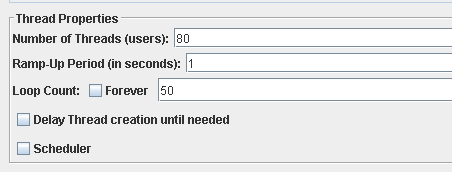 Thread Properties
Number of Threads (users): 80
Ramp-Up Period (in seconds): 1
Loop Count: Forever 50
Delay Thread creation until needed
Scheduler